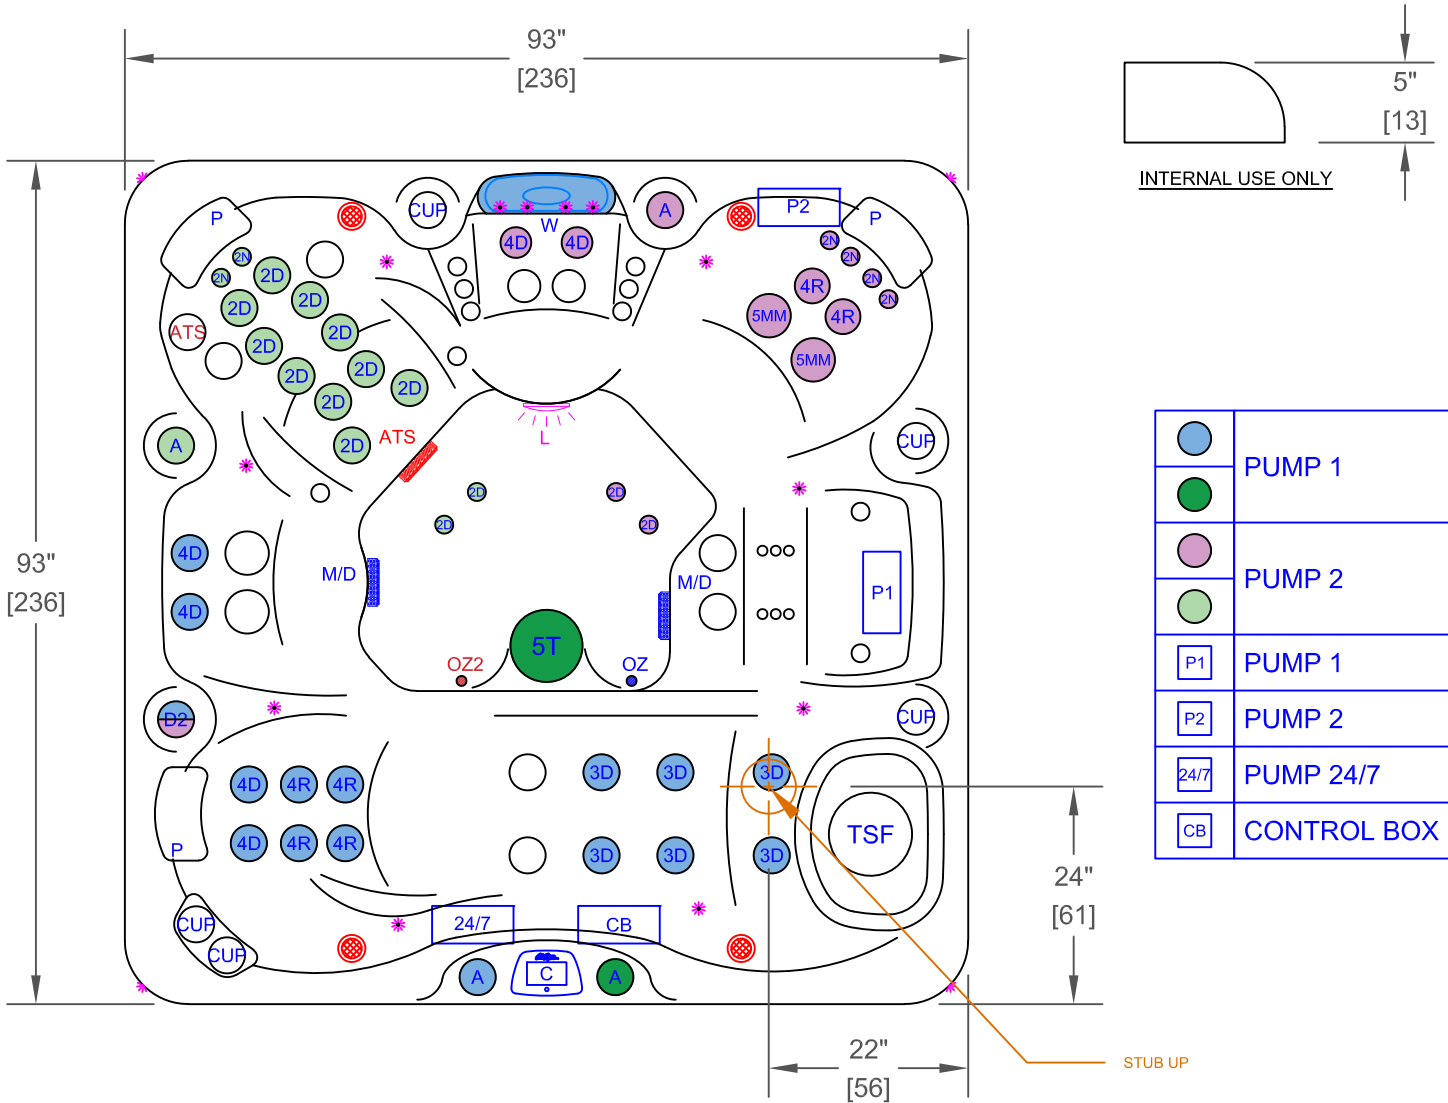 93"
[236]
5"
[13]
INTERNAL USE ONLY
P
CUP
W
A
P2
P
4D
4D
2N
2N
2N
2N
2N
2N
2D
2D
2D
2D
2D
2D
2D
2D
2D
2D
4R
4R
5MM
5MM
ATS
ATS
A
L
CUP
2D
2D
2D
2D
4D
4D
M/D
M/D
P1
93"
[236]
5T
OZ2
OZ
D2
CUP
4D
4R
4R
3D
3D
3D
4D
4R
4R
3D
3D
3D
TSF
P
CUP
CUP
24/7
CB
A
C
A
24"
[61]
22"
[56]
STUB UP
PUMP 1
PUMP 2
P1 PUMP 1
P2 PUMP 2
24/7 PUMP 24/7
CB CONTROL BOX